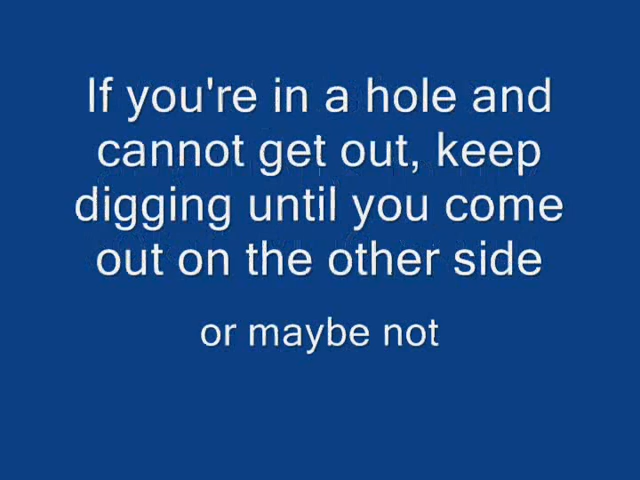 If you're in a hole and
cannot get out, keep
digging until you come
out on the other side
or maybe not